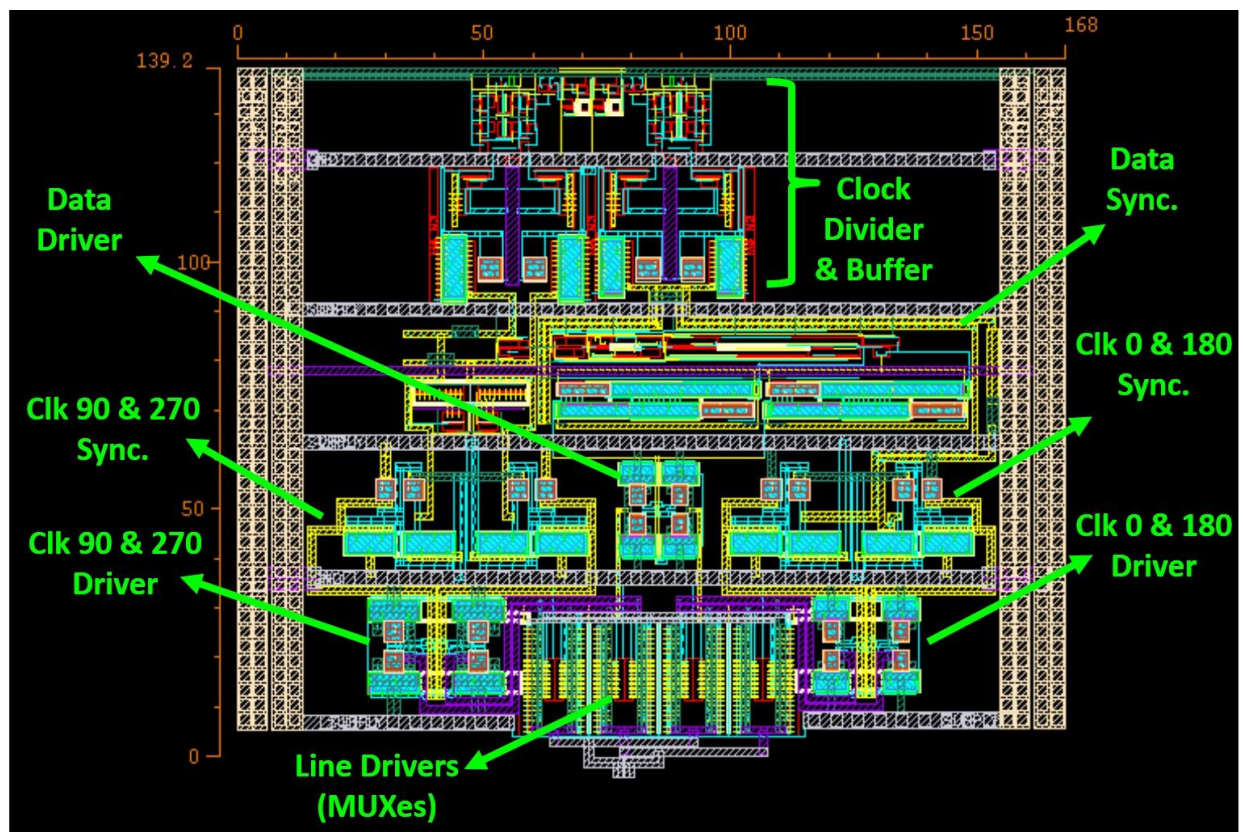 0
50
100
150
168
139.2
100
50
0
Clock
Divider
& Buffer
Data
Sync.
Data
Driver
Clk 0 & 180
Sync.
Clk 90 & 270
Sync.
Clk 90 & 270
Driver
Clk 0 & 180
Driver
Line Drivers
(MUXes)